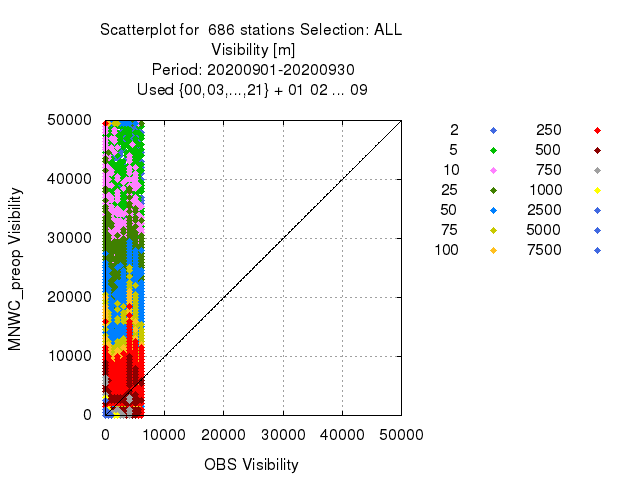 Scatterplot for 686 stations Selection: ALL
Visibility [m]
Period: 20200901-20200930
Used {00,03,...,21} + 01 02 ... 09
50000
40000
30000
20000
10000
0
MNWC_preop Visibility
0 10000 20000 30000 40000 50000
OBS Visibility
2 250
5 500
10 750
25 1000
50 2500
75 5000
100 7500